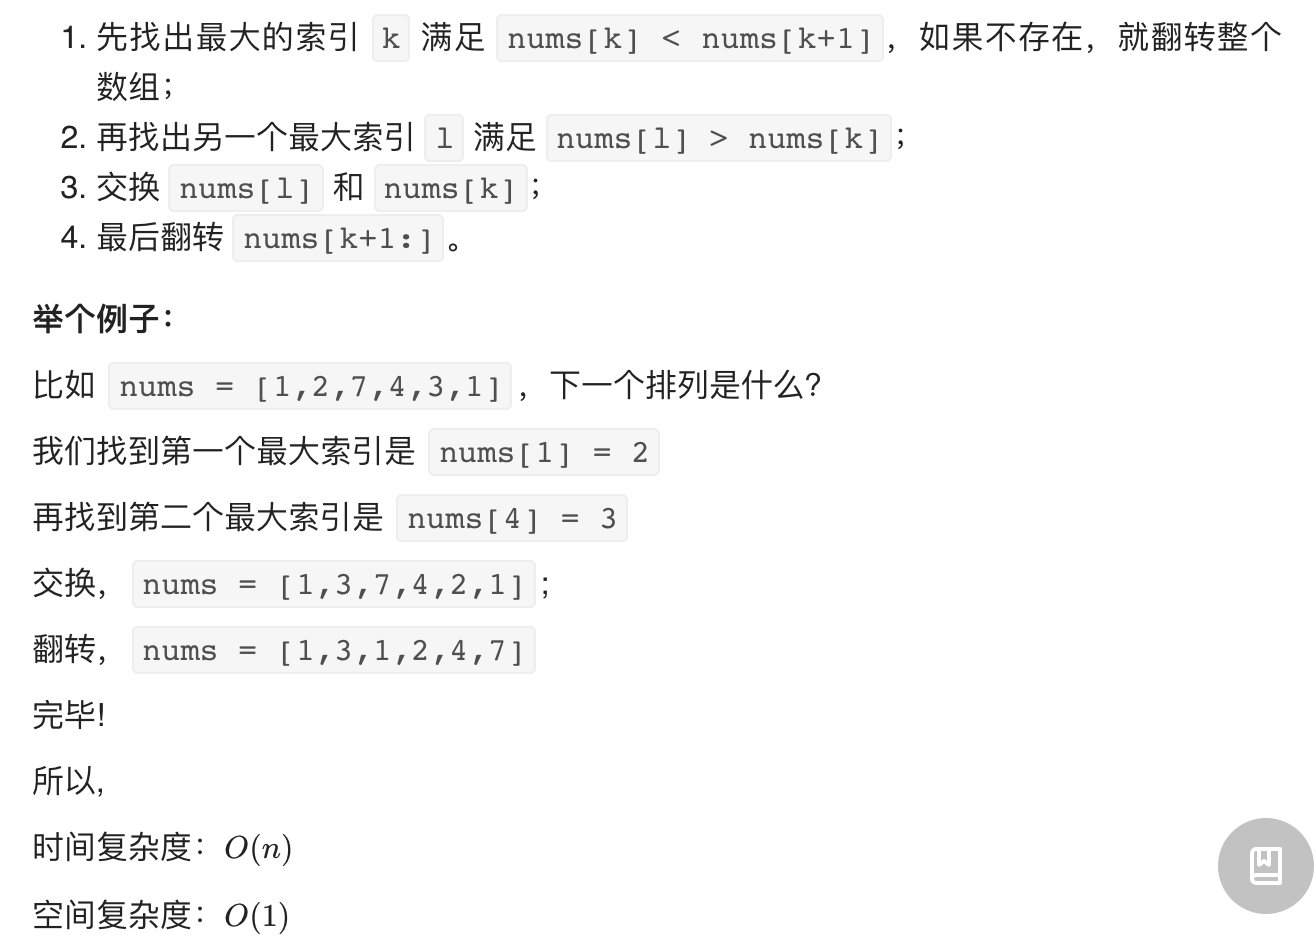 1. 先找出最大的索引 k 满足 nums[k] < nums[k+1]，如果不存在，就翻转整个
数组；
2. 再找出另一个最大索引 l 满足 nums[l] > nums[k]；
3. 交换 nums[l] 和 nums[k]；
4. 最后翻转 nums[k+1:]。
举个例子：
比如 nums = [1,2,7,4,3,1]，下一个排列是什么？
我们找到第一个最大索引是 nums[1] = 2
再找到第二个最大索引是 nums[4] = 3
交换，nums = [1,3,7,4,2,1]；
翻转，nums = [1,3,1,2,4,7]
完毕!
所以,
时间复杂度：O(n)
空间复杂度：O(1)